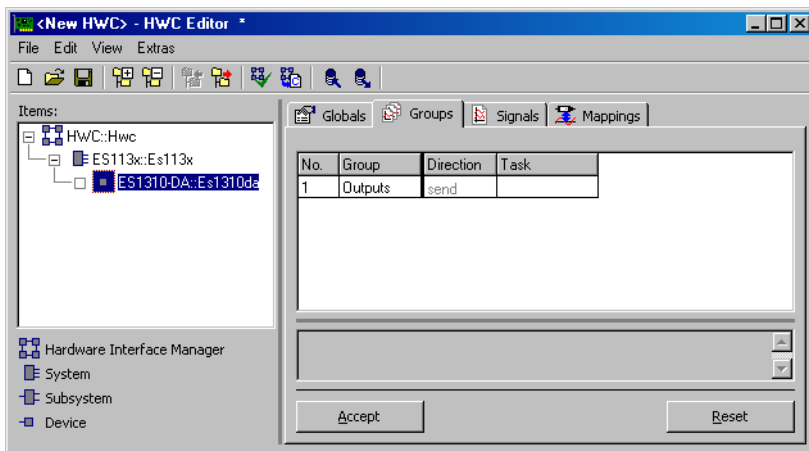 <New HWC> - HWC Editor *
File Edit View Extras
Items:
HWC::Hwc
ES113x::Es113x
ES1310-DA::Es1310da
Globals Groups Signals Mappings
No. Group Direction Task
1 Outputs send
Hardware Interface Manager
System
Subsystem
Device
Accept Reset